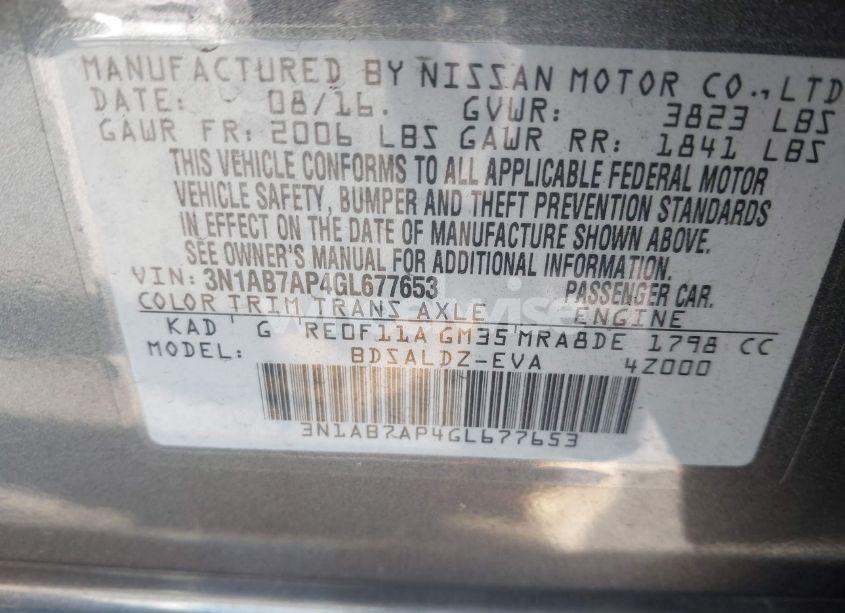 MANUFACTURED BY NISSAN MOTOR CO.,LTD
DATE: 08/16. GVWR: 3823 LBS
GAWR FR: 2006 LBS GAWR RR: 1841 LBS
THIS VEHICLE CONFORMS TO ALL APPLICABLE FEDERAL MOTOR
VEHICLE SAFETY, BUMPER AND THEFT PREVENTION STANDARDS
IN EFFECT ON THE DATE OF MANUFACTURE SHOWN ABOVE.
SEE OWNER'S MANUAL FOR ADDITIONAL INFORMATION.
VIN: 3N1AB7AP4GL677653 PASSENGER CAR.
COLOR TRIM TRANS AXLE ENGINE
KAD G RE0F11A GM35 MRA8DE 1798 CC
MODEL: BDSALDZ-EVA 4Z000
3N1AB7AP4GL677653